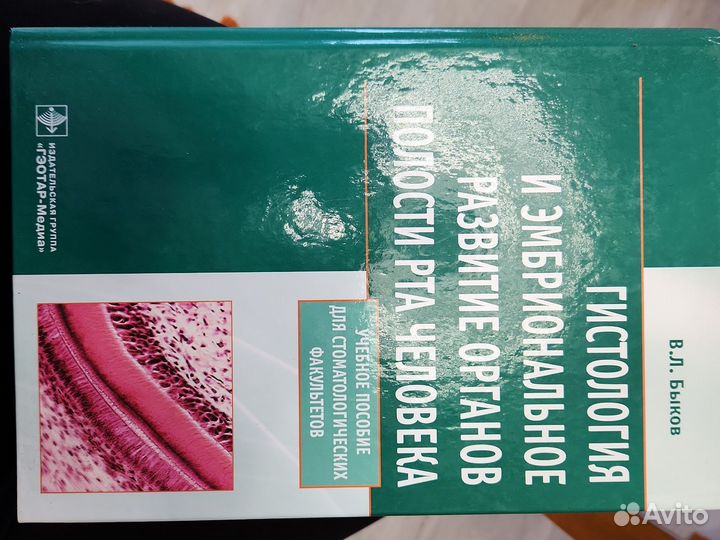 В.Л. Быков
ГИСТОЛОГИЯ
И ЭМБРИОНАЛЬНОЕ
РАЗВИТИЕ ОРГАНОВ
ПОЛОСТИ РТА ЧЕЛОВЕКА
УЧЕБНОЕ ПОСОБИЕ
ДЛЯ СТОМАТОЛОГИЧЕСКИХ
ФАКУЛЬТЕТОВ
ИЗДАТЕЛЬСКАЯ ГРУППА
«ГЭОТАР-Медиа»
Avito